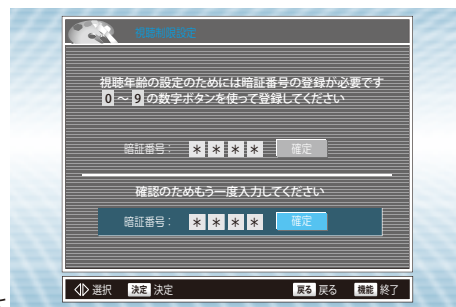 視聴制限設定
視聴年齢の設定のためには暗証番号の登録が必要です
0 ～ 9 の数字ボタンを使って登録してください
暗証番号： ＊ ＊ ＊ ＊ 確定
確認のためもう一度入力してください
暗証番号： ＊ ＊ ＊ ＊ 確定
選択 決定 決定 戻る 戻る 機能 終了